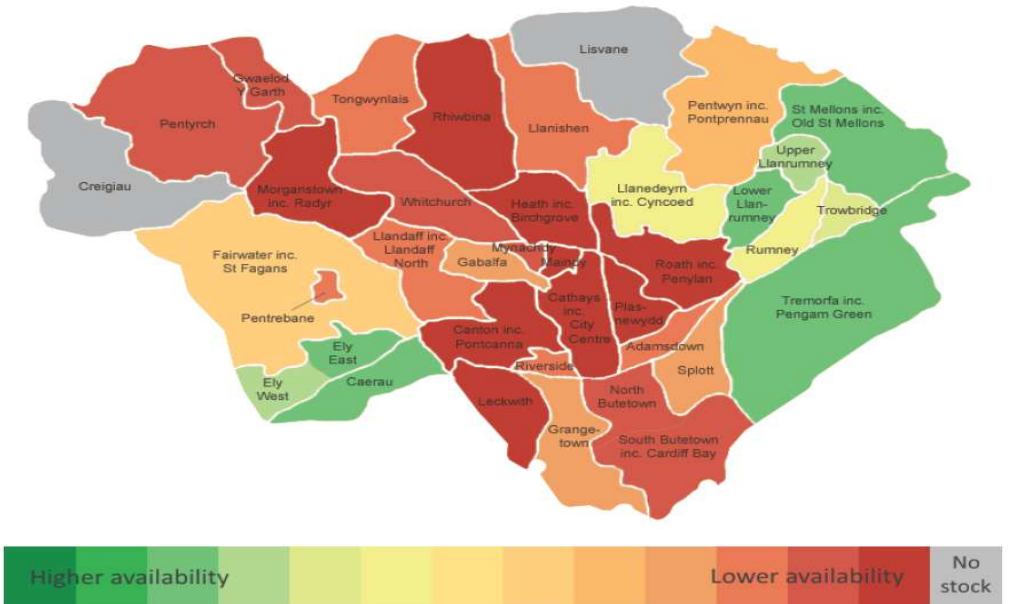 Lisvane
Gwaelod
Y Garth
Tongwynlais
Pentyrch
Rhiwbina
Llanishen
Pentwyn inc.
Pontprennau
St Mellons inc.
Old St Mellons
Upper
Llanrumney
Creigiau
Morganstown
inc. Radyr
Whitchurch
Heath inc.
Birchgrove
Llanedeyrn
inc. Cyncoed
Lower
Llan-
rumney
Trowbridge
Fairwater inc.
St Fagans
Llandaff inc.
Llandaff
North
Mynachdy
Maindy
Gabalfa
Rumney
Roath inc.
Penylan
Pentrebane
Cathays
inc.
City
Centre
Plas-
newydd
Tremorfa inc.
Pengam Green
Canton inc.
Pontcanna
Ely
East
Adamsdown
Riverside
Splott
Caerau
Ely
West
North
Butetown
Leckwith
Grange-
town
South Butetown
inc. Cardiff Bay
Higher availability
Lower availability
No
stock